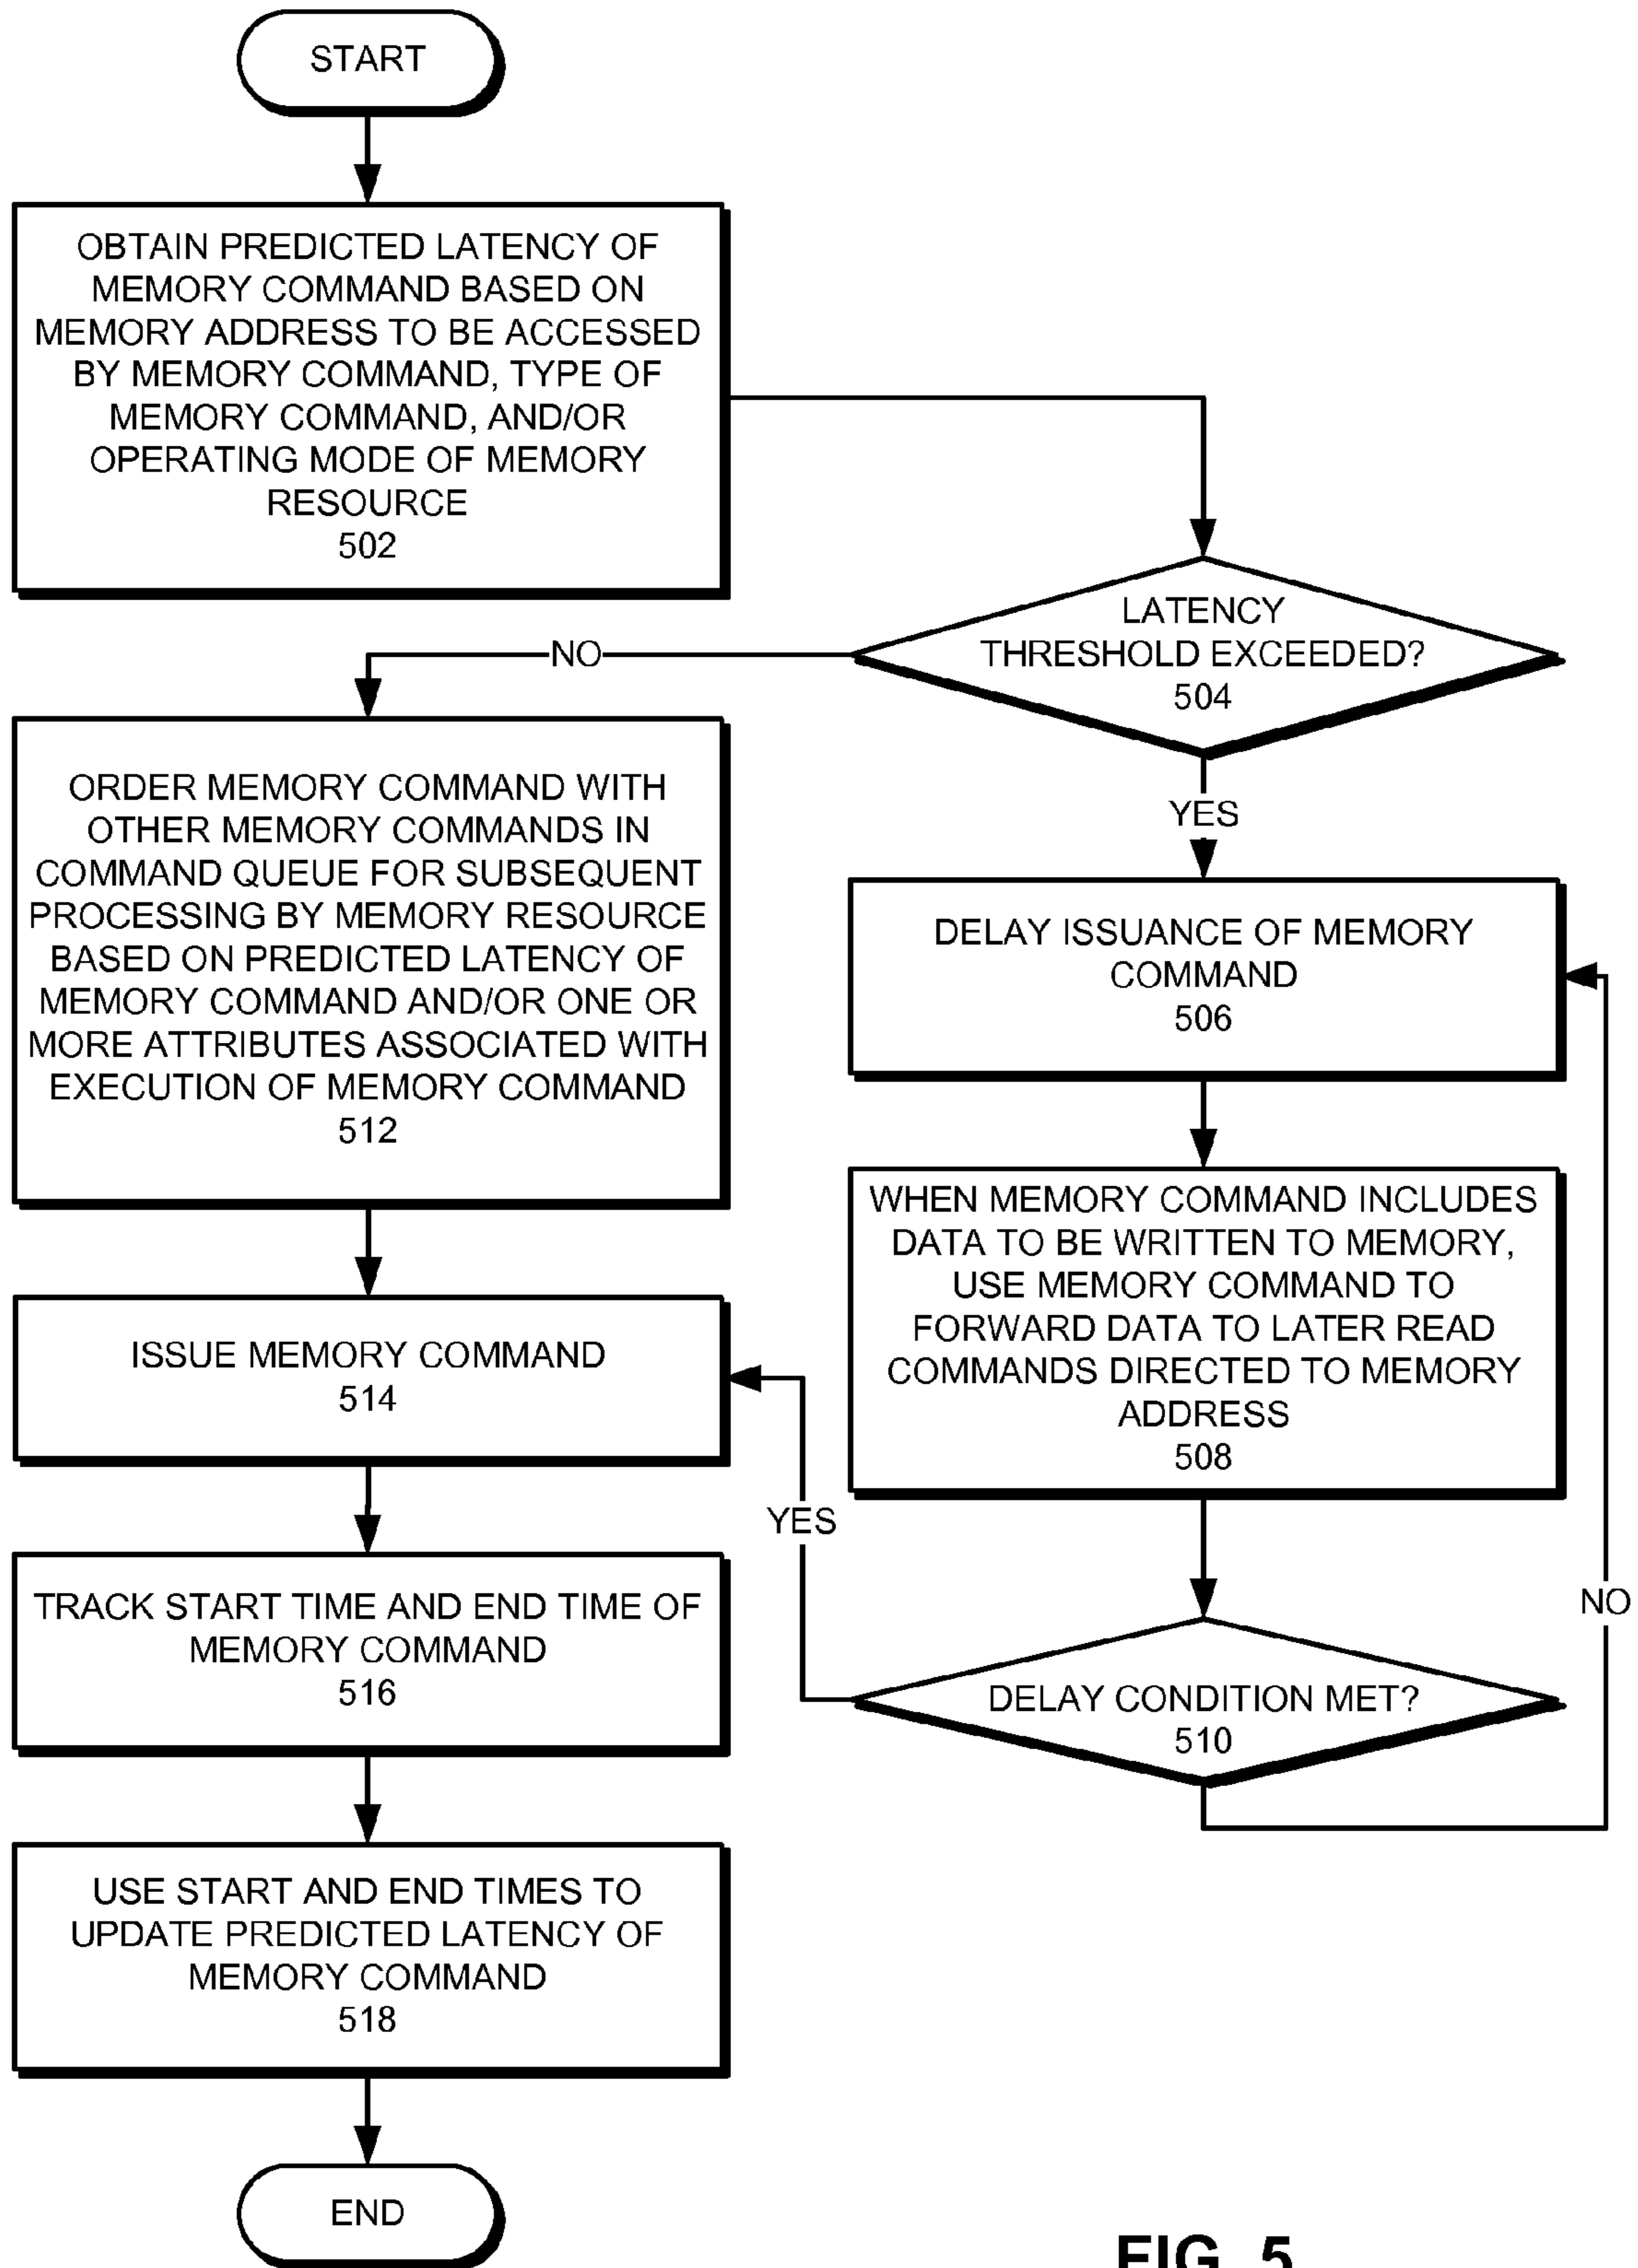 START
OBTAIN PREDICTED LATENCY OF
MEMORY COMMAND BASED ON
MEMORY ADDRESS TO BE ACCESSED
BY MEMORY COMMAND, TYPE OF
MEMORY COMMAND, AND/OR
OPERATING MODE OF MEMORY
RESOURCE
502
LATENCY
THRESHOLD EXCEEDED?
504
NO
YES
ORDER MEMORY COMMAND WITH
OTHER MEMORY COMMANDS IN
COMMAND QUEUE FOR SUBSEQUENT
PROCESSING BY MEMORY RESOURCE
BASED ON PREDICTED LATENCY OF
MEMORY COMMAND AND/OR ONE OR
MORE ATTRIBUTES ASSOCIATED WITH
EXECUTION OF MEMORY COMMAND
512
DELAY ISSUANCE OF MEMORY
COMMAND
506
WHEN MEMORY COMMAND INCLUDES
DATA TO BE WRITTEN TO MEMORY,
USE MEMORY COMMAND TO
FORWARD DATA TO LATER READ
COMMANDS DIRECTED TO MEMORY
ADDRESS
508
ISSUE MEMORY COMMAND
514
YES
NO
TRACK START TIME AND END TIME OF
MEMORY COMMAND
516
DELAY CONDITION MET?
510
USE START AND END TIMES TO
UPDATE PREDICTED LATENCY OF
MEMORY COMMAND
518
END
FIG. 5